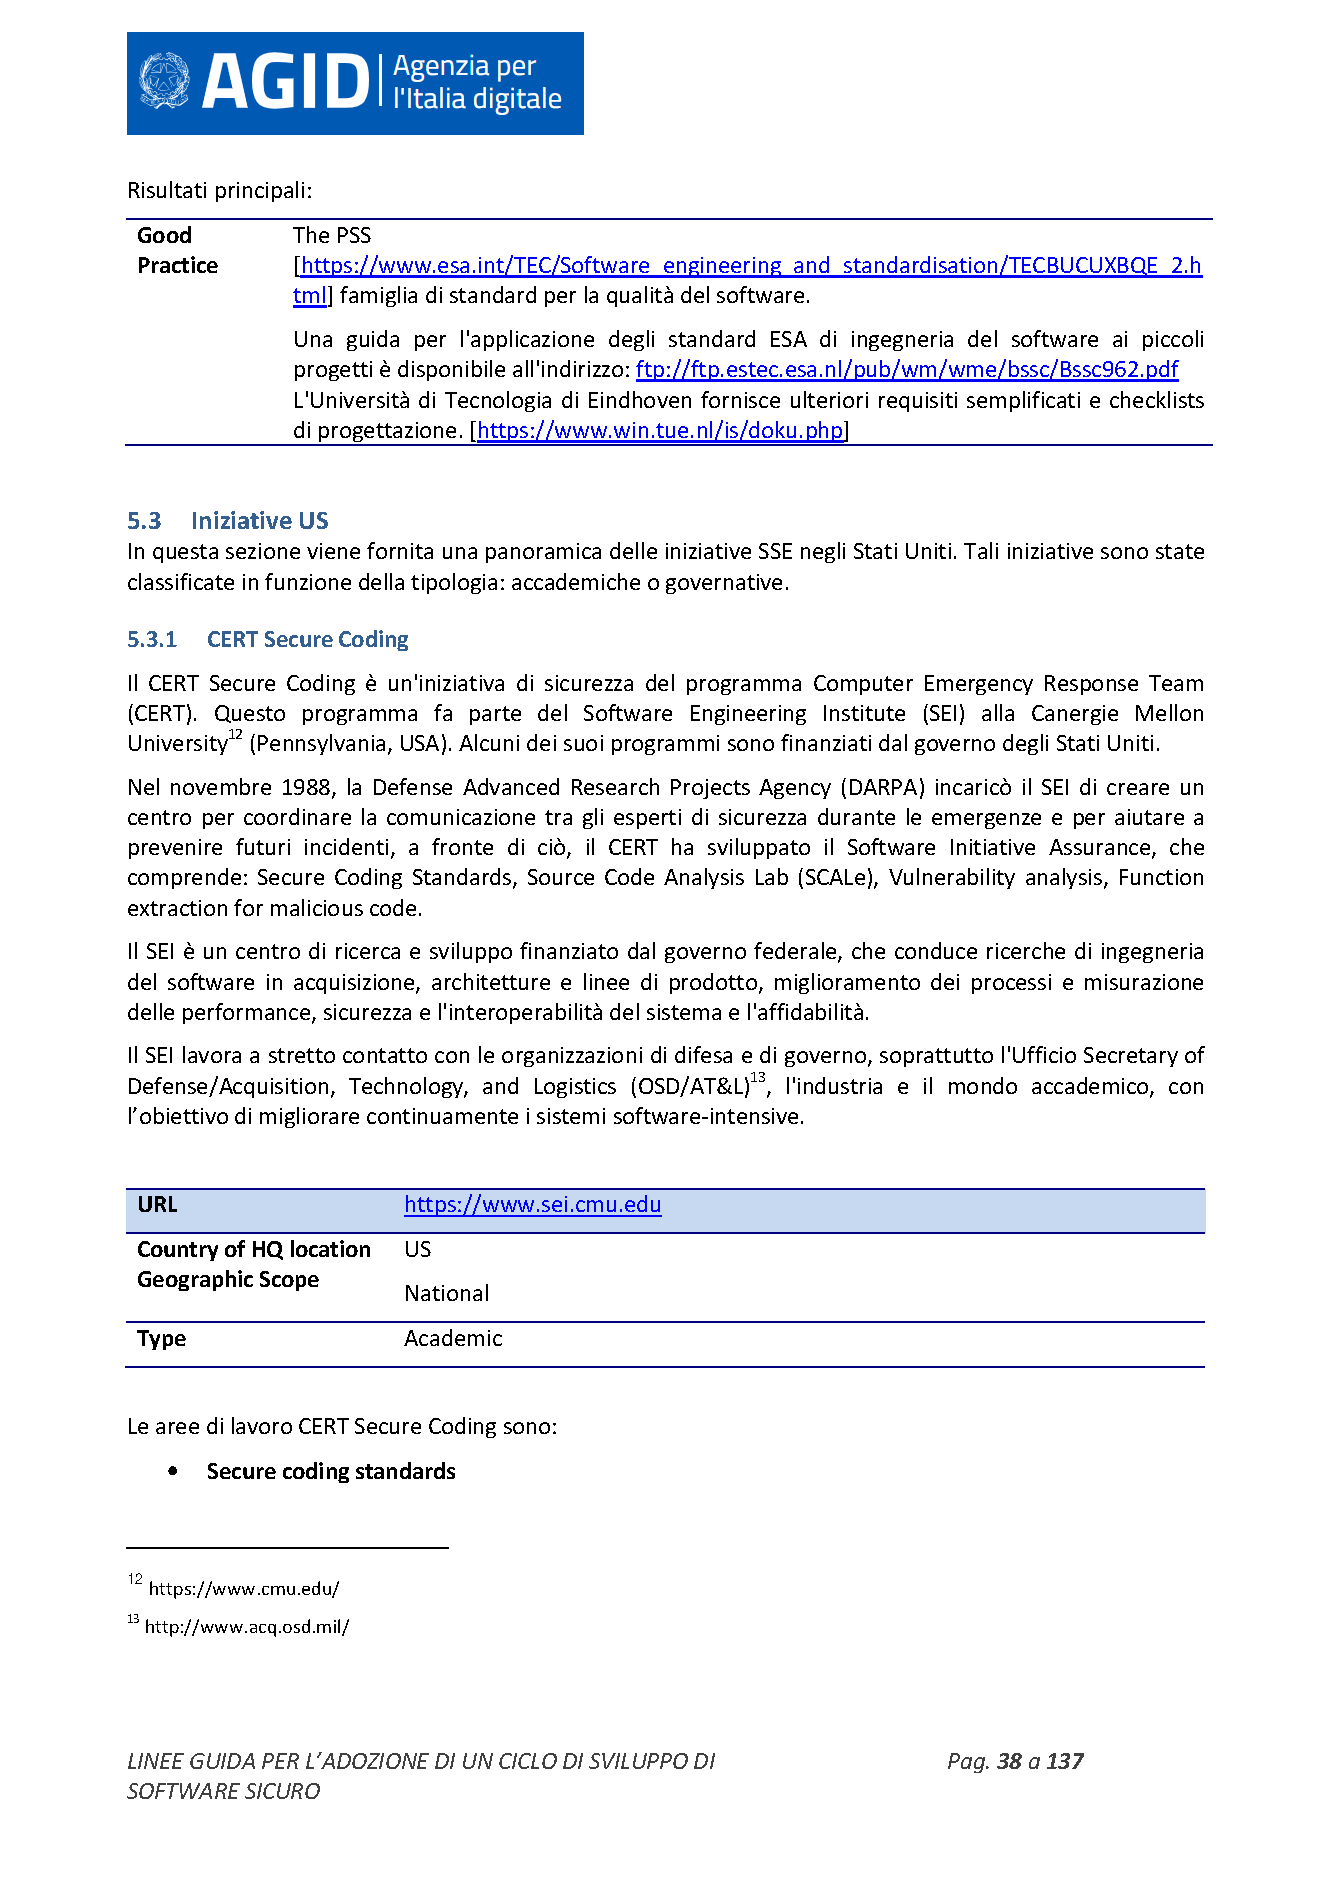 AGID
Agenzia per
l'Italia digitale
Risultati principali:
Good
Practice
The PSS
[https://www.esa.int/TEC/Software_engineering_and_standardisation/TECBUCUXBQE_2.h
tml] famiglia di standard per la qualità del software.
Una guida per l'applicazione degli standard ESA di ingegneria del software ai piccoli
progetti è disponibile all'indirizzo: ftp://ftp.estec.esa.nl/pub/wm/wme/bssc/Bssc962.pdf
L'Università di Tecnologia di Eindhoven fornisce ulteriori requisiti semplificati e checklists
di progettazione. [https://www.win.tue.nl/is/doku.php]
5.3 Iniziative US
In questa sezione viene fornita una panoramica delle iniziative SSE negli Stati Uniti. Tali iniziative sono state
classificate in funzione della tipologia: accademiche o governative.
5.3.1 CERT Secure Coding
Il CERT Secure Coding è un'iniziativa di sicurezza del programma Computer Emergency Response Team
(CERT). Questo programma fa parte del Software Engineering Institute (SEI) alla Canergie Mellon
University12 (Pennsylvania, USA). Alcuni dei suoi programmi sono finanziati dal governo degli Stati Uniti.
Nel novembre 1988, la Defense Advanced Research Projects Agency (DARPA) incaricò il SEI di creare un
centro per coordinare la comunicazione tra gli esperti di sicurezza durante le emergenze e per aiutare a
prevenire futuri incidenti, a fronte di ciò, il CERT ha sviluppato il Software Initiative Assurance, che
comprende: Secure Coding Standards, Source Code Analysis Lab (SCALe), Vulnerability analysis, Function
extraction for malicious code.
Il SEI è un centro di ricerca e sviluppo finanziato dal governo federale, che conduce ricerche di ingegneria
del software in acquisizione, architetture e linee di prodotto, miglioramento dei processi e misurazione
delle performance, sicurezza e l'interoperabilità del sistema e l'affidabilità.
Il SEI lavora a stretto contatto con le organizzazioni di difesa e di governo, soprattutto l'Ufficio Secretary of
Defense/Acquisition, Technology, and Logistics (OSD/AT&L)13, l'industria e il mondo accademico, con
l’obiettivo di migliorare continuamente i sistemi software-intensive.
URL https://www.sei.cmu.edu
Country of HQ location US
Geographic Scope
National
Type Academic
Le aree di lavoro CERT Secure Coding sono:
• Secure coding standards
12 https://www.cmu.edu/
13 http://www.acq.osd.mil/
LINEE GUIDA PER L’ADOZIONE DI UN CICLO DI SVILUPPO DI Pag. 38 a 137
SOFTWARE SICURO